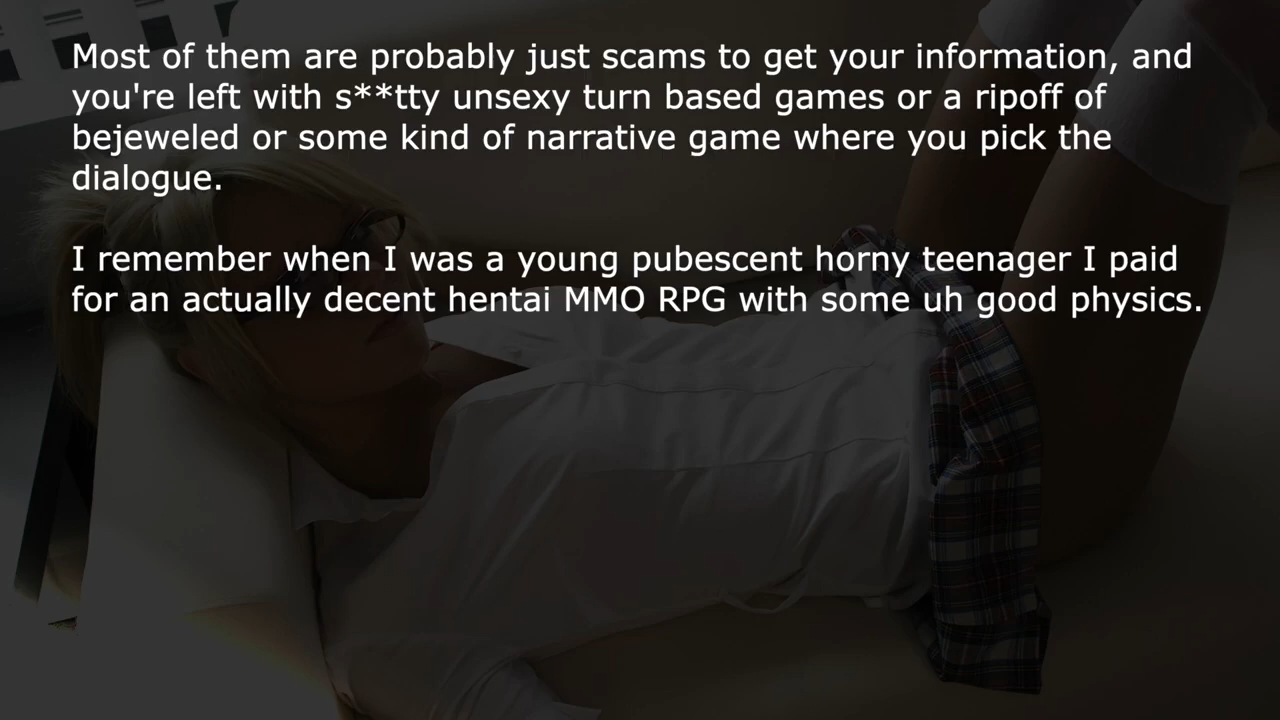 Most of them are probably just scams to get your information, and
you're left with s**tty unsexy turn based games or a ripoff of
bejeweled or some kind of narrative game where you pick the
dialogue.
I remember when I was a young pubescent horny teenager I paid
for an actually decent hentai MMO RPG with some uh good physics.